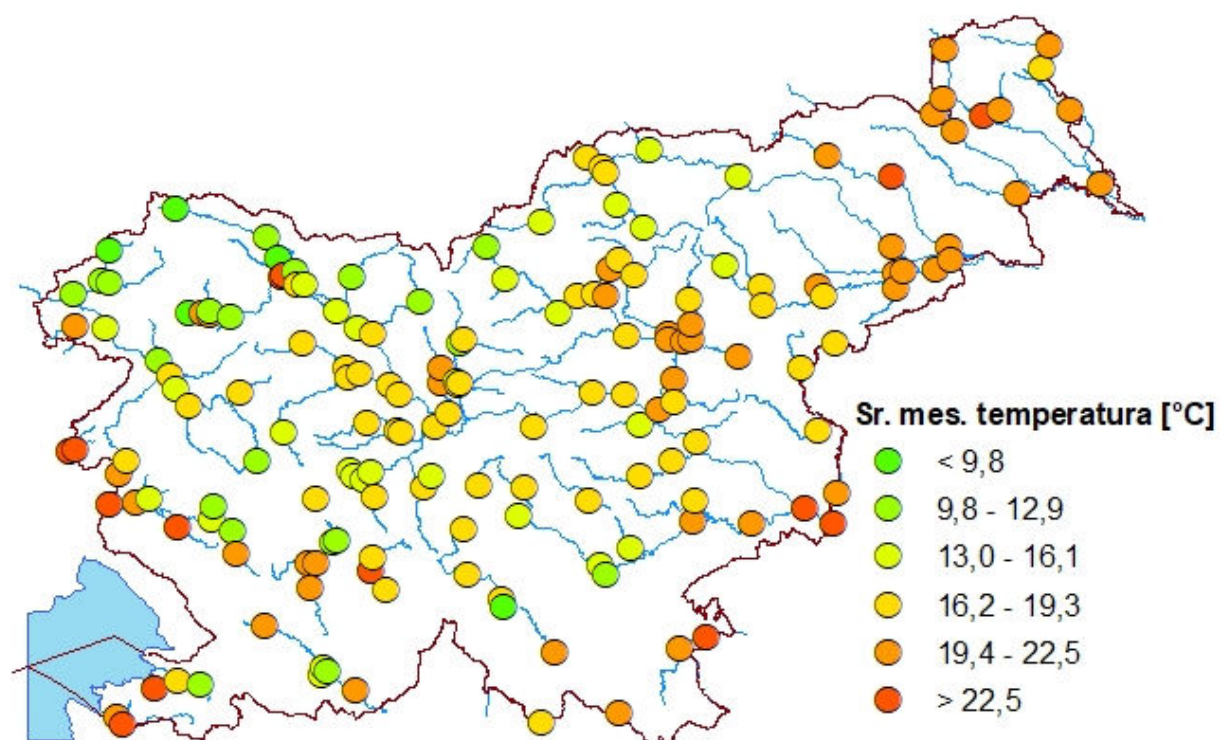 Sr. mes. temperatura [°C]
< 9,8
9,8 - 12,9
13,0 - 16,1
16,2 - 19,3
19,4 - 22,5
> 22,5